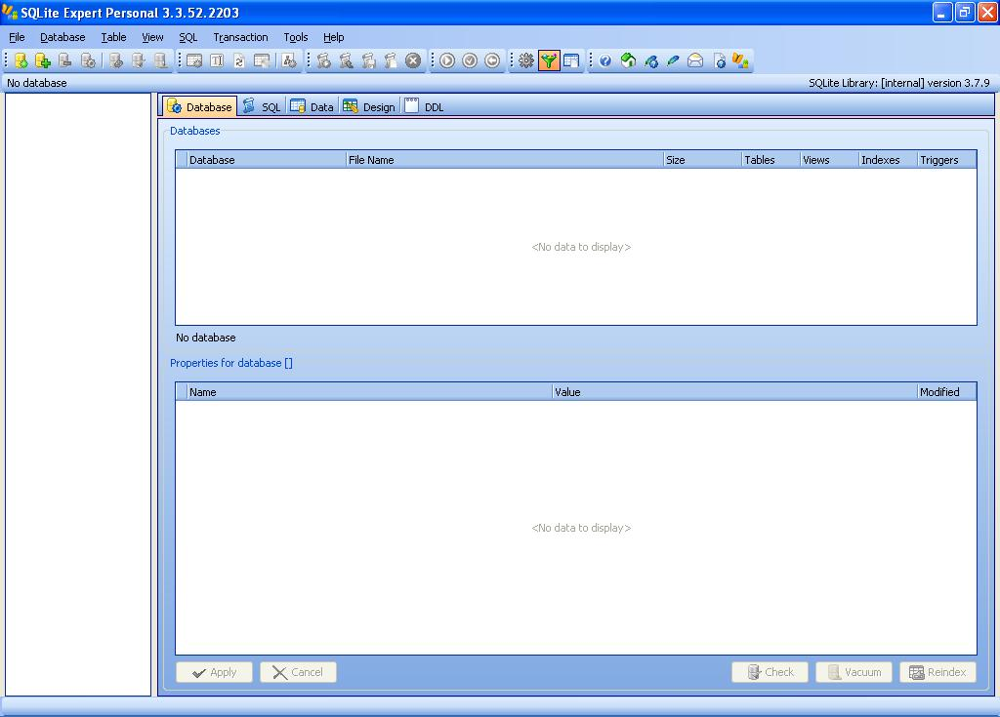 SQLite Expert Personal 3.3.52.2203
File Database Table View SQL Transaction Tools Help
No database SQLite Library: [internal] version 3.7.9
Database SQL Data Design DDL
Databases
Database File Name Size Tables Views Indexes Triggers
<No data to display>
No database
Properties for database []
Name Value Modified
<No data to display>
Apply Cancel Check Vacuum Reindex